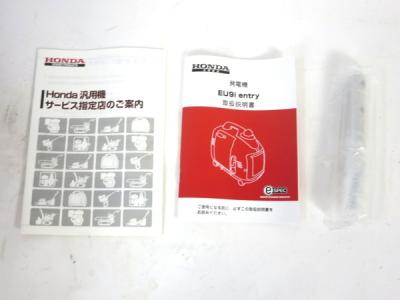 HONDA
Honda 汎用機
サービス指定店のご案内
HONDA
発電機
EU9i entry
取扱説明書
e SPEC
ご使用になる前に、必ずこの取扱説明書を
お読みください。